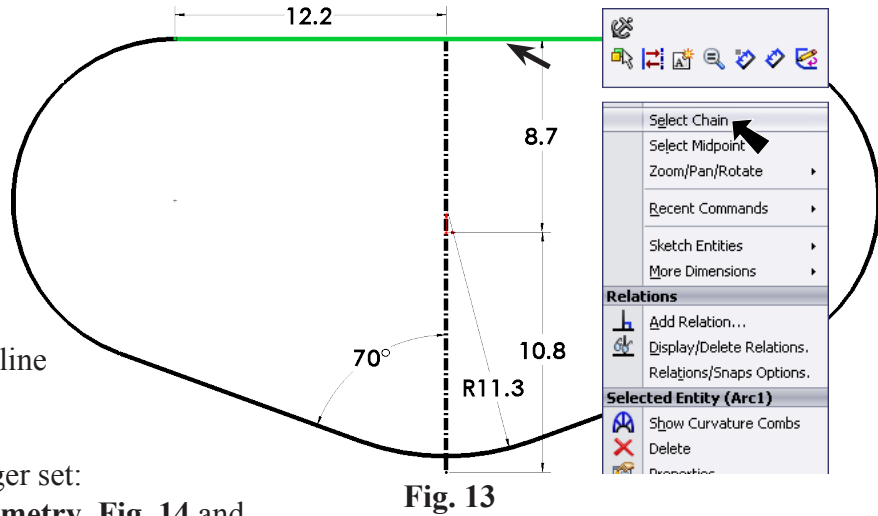 12.2
8.7
Select Chain
Select Midpoint
Zoom/Pan/Rotate
Recent Commands
Sketch Entities
More Dimensions
Relations
Add Relation...
Display/Delete Relations.
Relations/Snaps Options.
Selected Entity (Arc1)
Show Curvature Combs
Delete
line
70°
10.8
R11.3
ger set:
Fig. 13
metry, Fig. 14 and